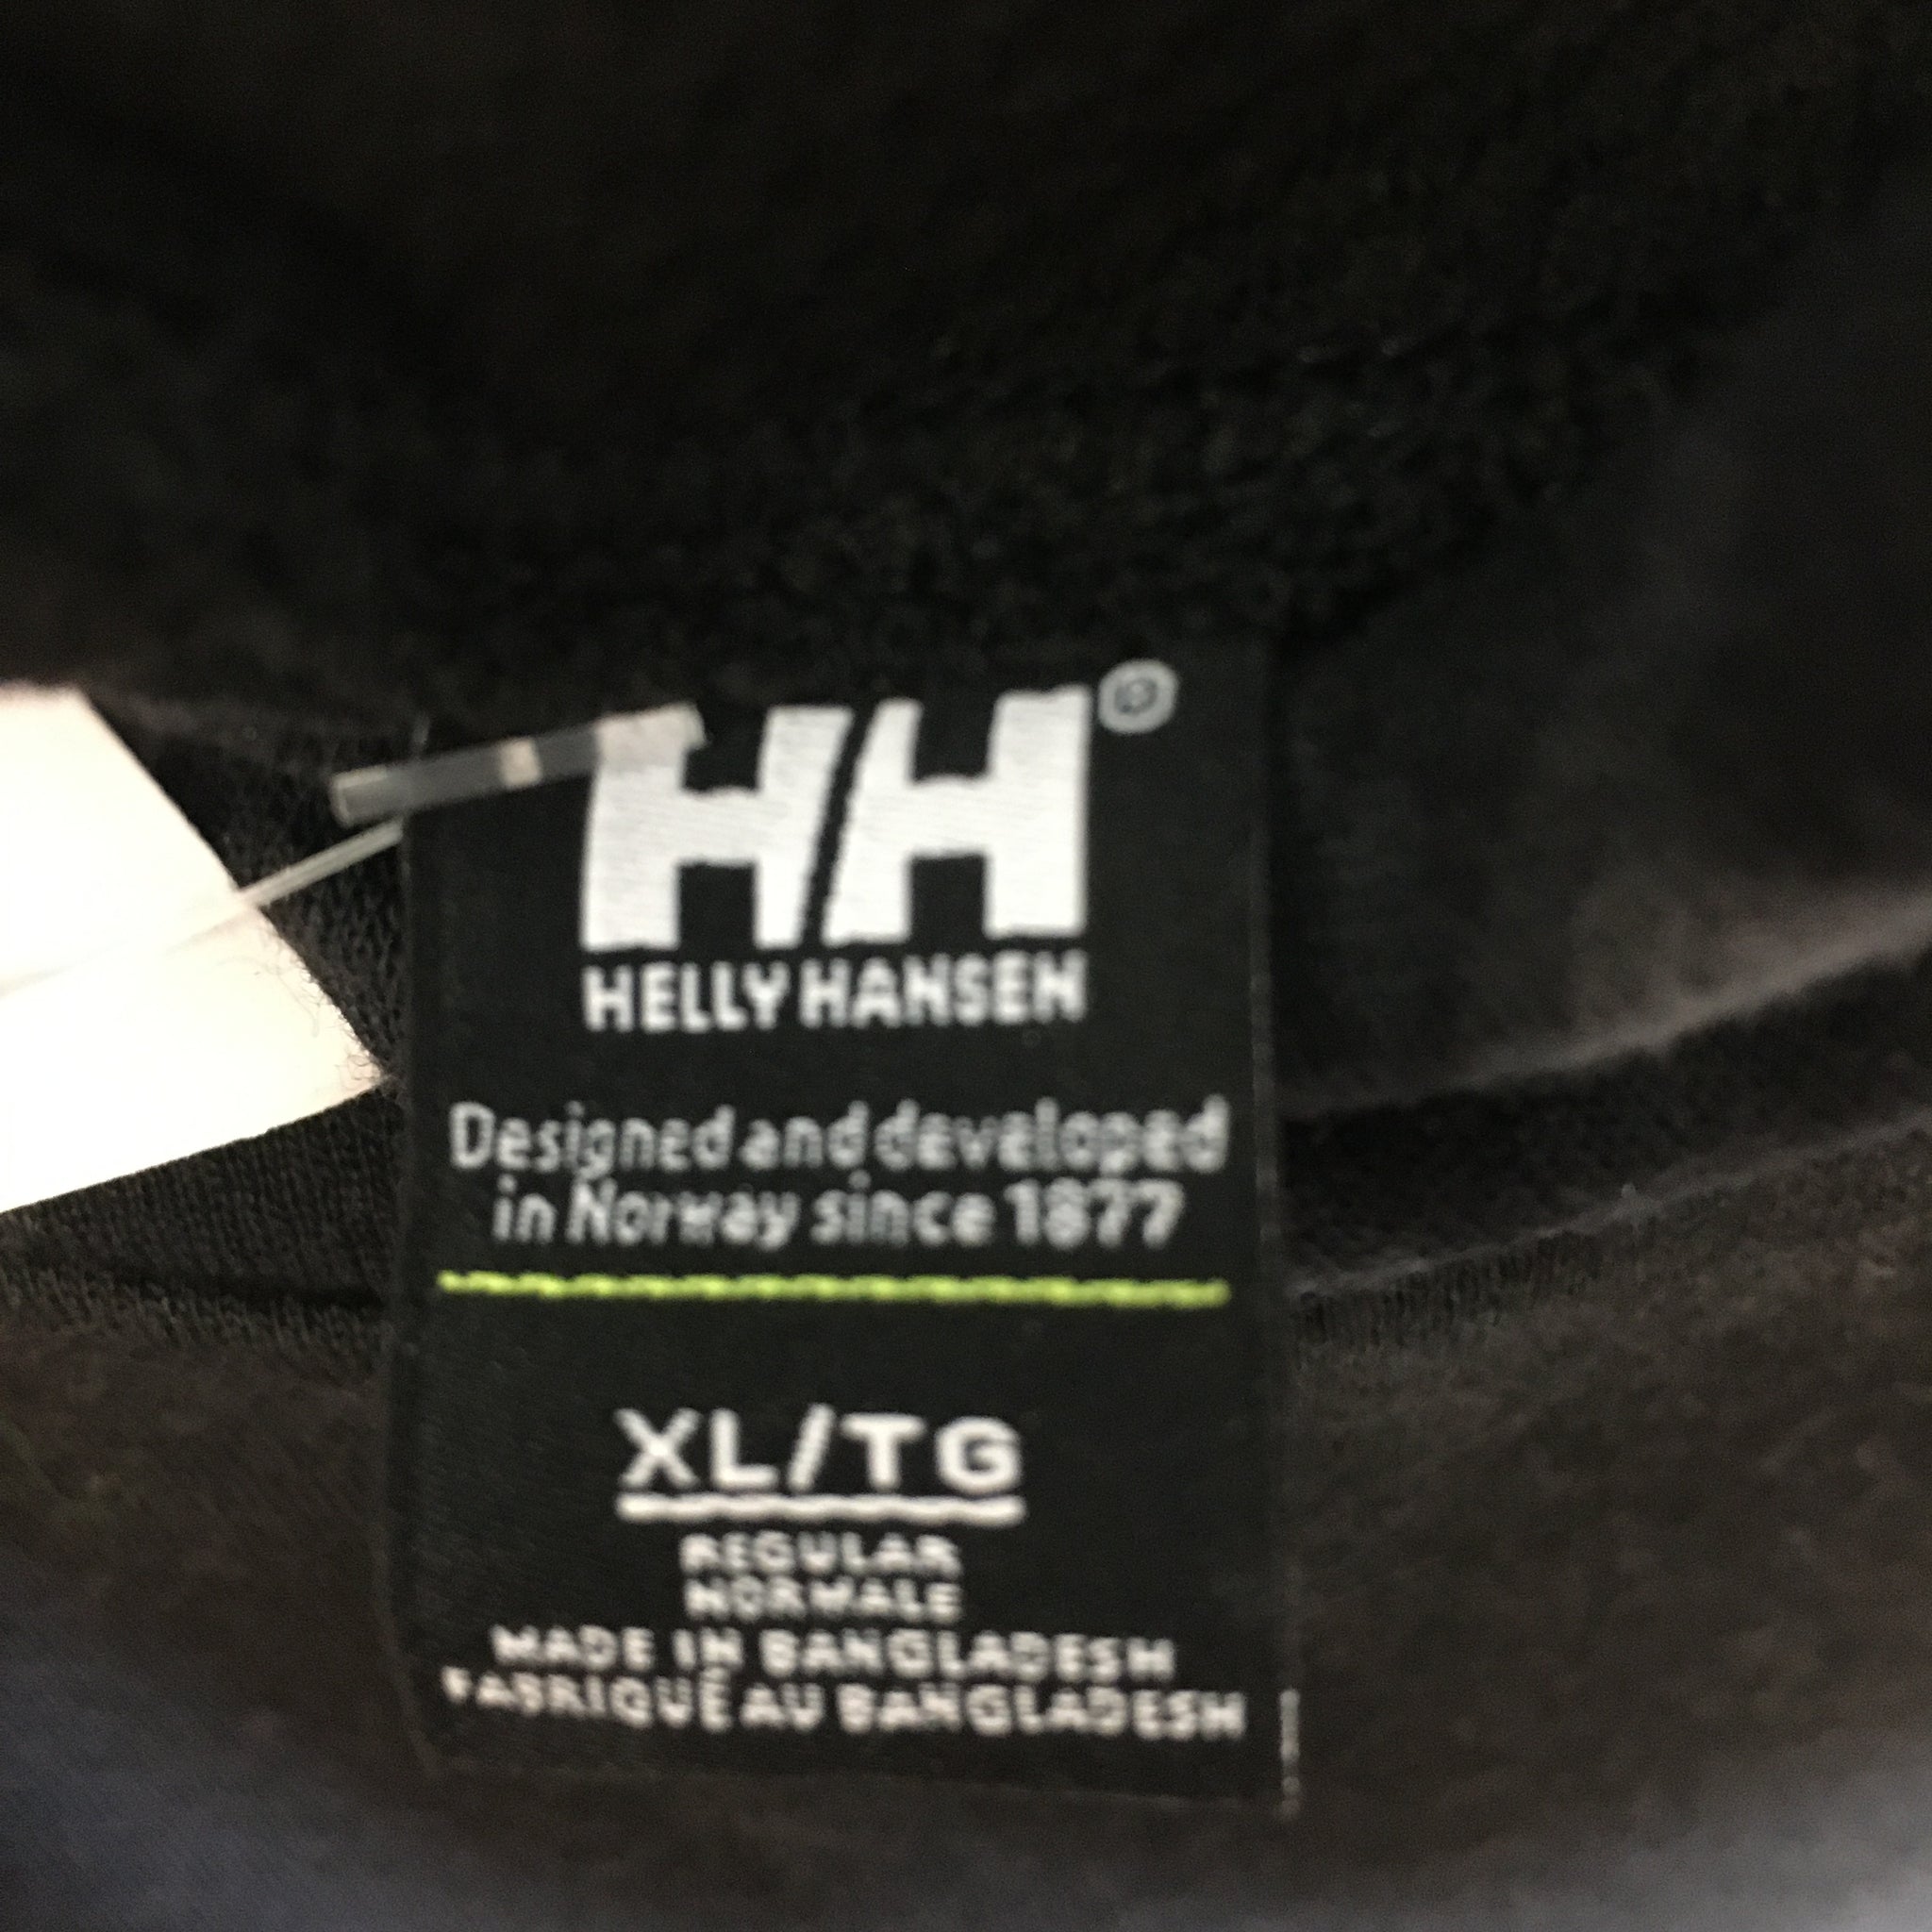 HH®
HELLY HANSEN
Designed and developed
in Norway since 1877
XL/TG
REGULAR
NORMALE
MADE IN BANGLADESH
FABRIQUÉ AU BANGLADESH